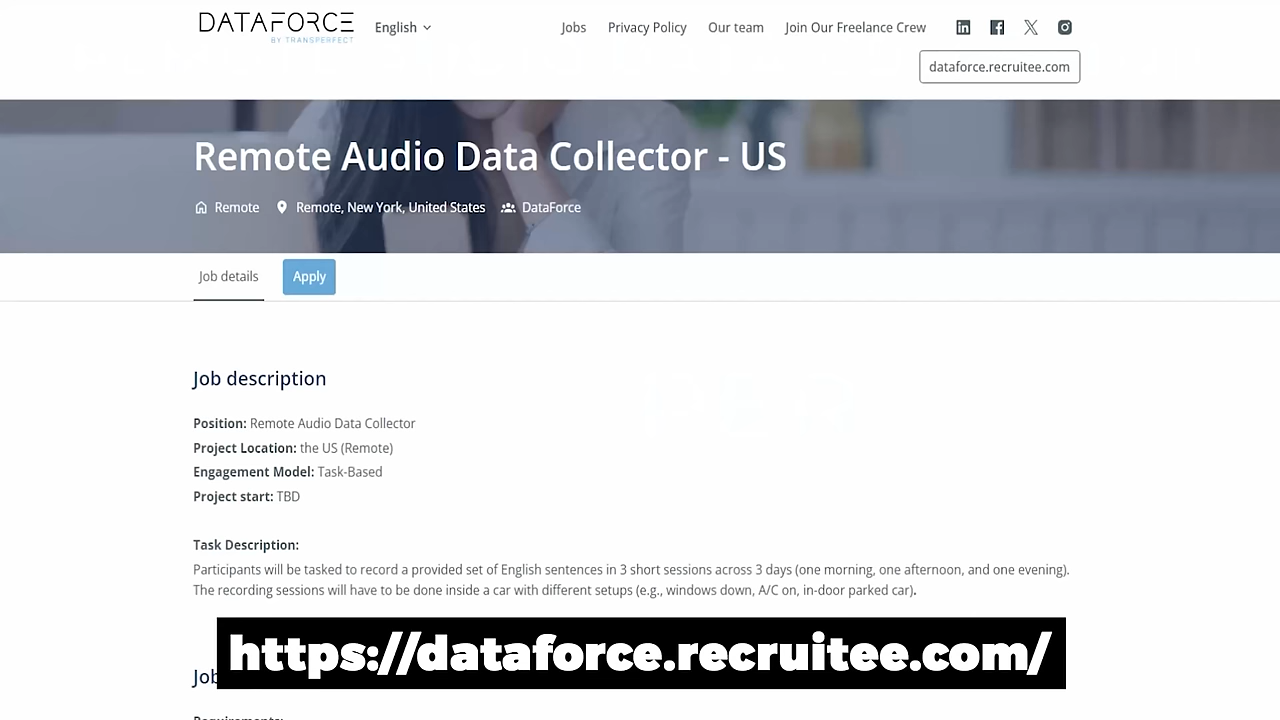 DATAFORCE
BY TRANSPERFECT
English
Jobs
Privacy Policy
Our team
Join Our Freelance Crew
dataforce.recruitee.com
Remote Audio Data Collector - US
Remote
Remote, New York, United States
DataForce
Job details
Apply
Job description
Position: Remote Audio Data Collector
Project Location: the US (Remote)
Engagement Model: Task-Based
Project start: TBD
Task Description:
Participants will be tasked to record a provided set of English sentences in 3 short sessions across 3 days (one morning, one afternoon, and one evening).
The recording sessions will have to be done inside a car with different setups (e.g., windows down, A/C on, in-door parked car).
https://dataforce.recruitee.com/